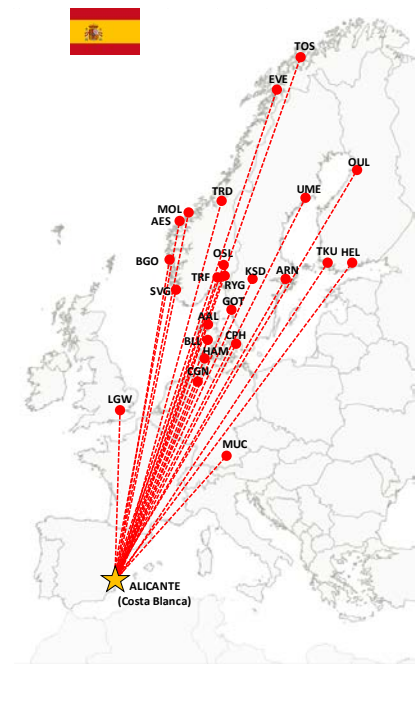 TOS
EVE
OUL
TRD
UME
MOL
AES
BGO
OSL
TKU HEL
TRF
KSD
ARN
RYG
SVG
GOT
AAL
BLL
CPH
HAM
CGN
LGW
MUC
ALICANTE
(Costa Blanca)